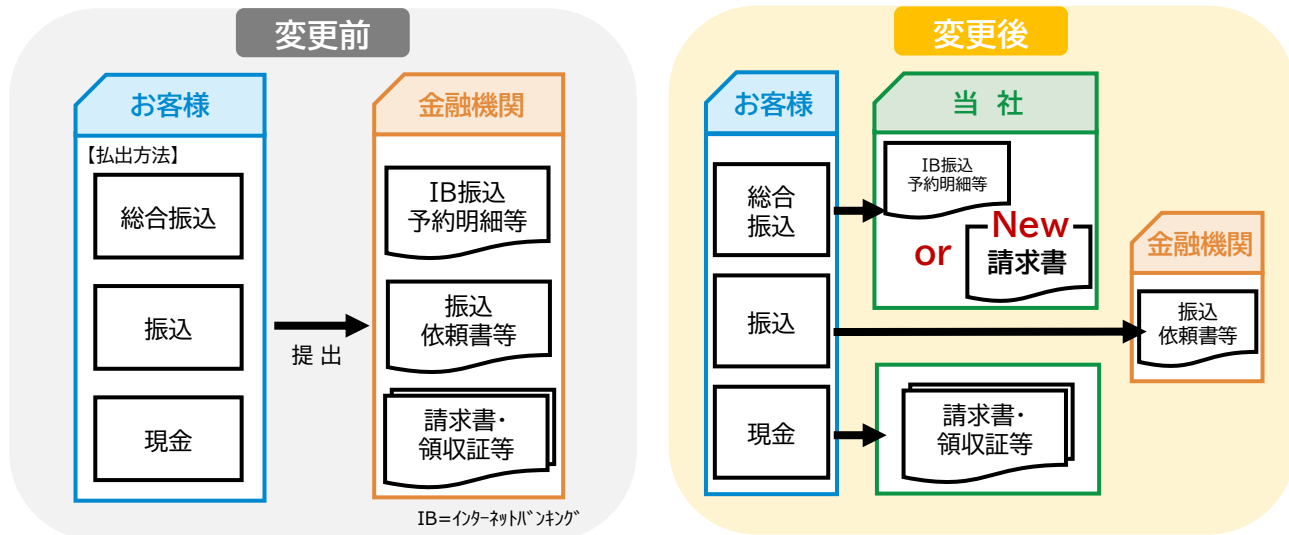 変更前
お客様
【払出方法】
総合振込
振込
現金
提 出
金融機関
IB振込
予約明細等
振込
依頼書等
請求書・
領収証等
IB=ｲﾝﾀｰﾈｯﾄﾊﾞﾝｷﾝｸﾞ
変更後
お客様
総合
振込
振込
現金
当 社
IB振込
予約明細等
or
New
請求書
請求書・
領収証等
金融機関
振込
依頼書等